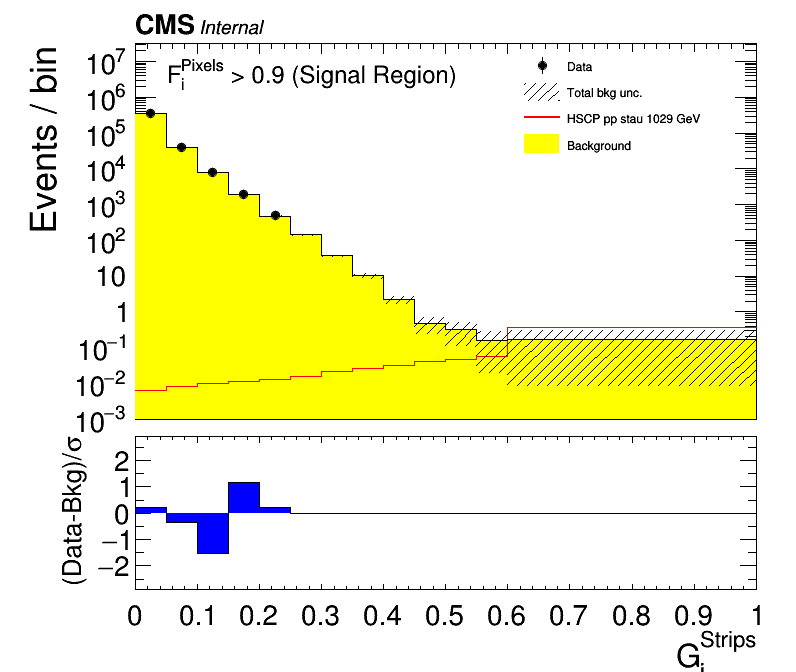 CMS Internal
F_i^Pixels > 0.9 (Signal Region)
Data
Total bkg unc.
HSCP pp stau 1029 GeV
Background
Events / bin
10^7
10^6
10^5
10^4
10^3
10^2
10
1
10^−1
10^−2
10^−3
(Data-Bkg)/σ
2
1
0
−1
−2
0 0.1 0.2 0.3 0.4 0.5 0.6 0.7 0.8 0.9 1
G_i^Strips